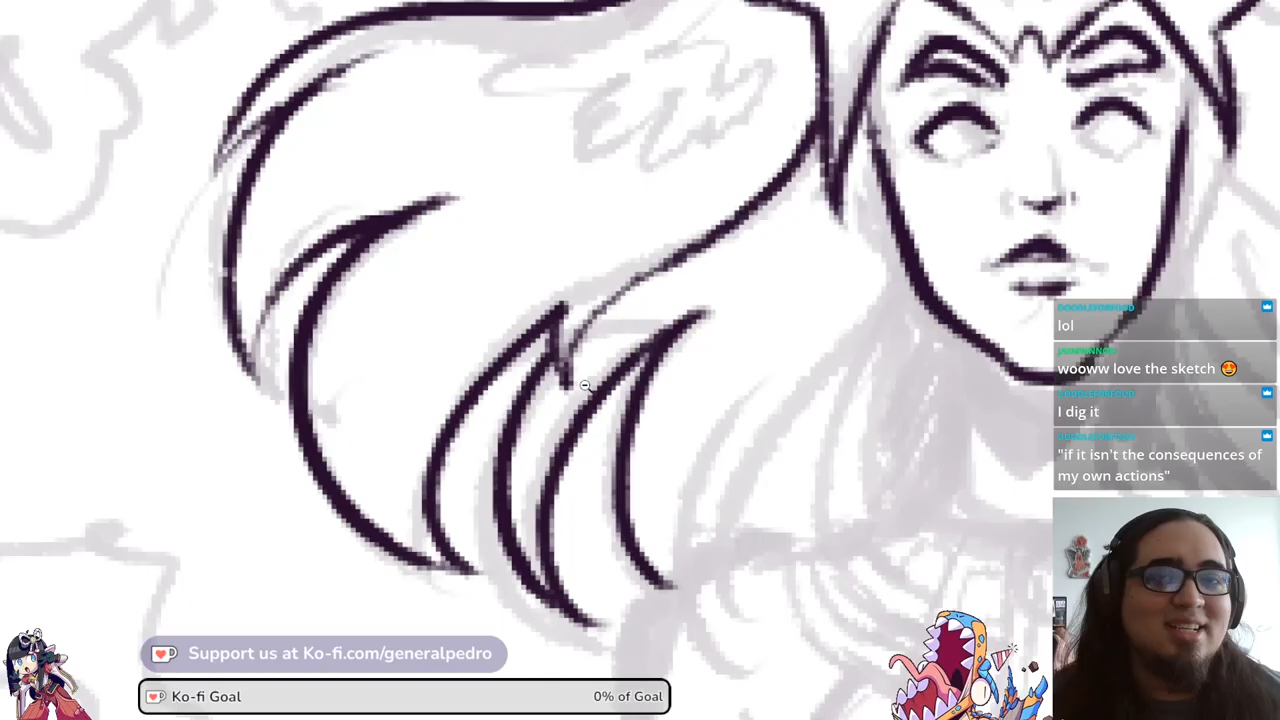 lol
wooww love the sketch 🤩
I dig it
"if it isn't the consequences of
my own actions"
Support us at Ko-fi.com/generalpedro
Ko-fi Goal 0% of Goal